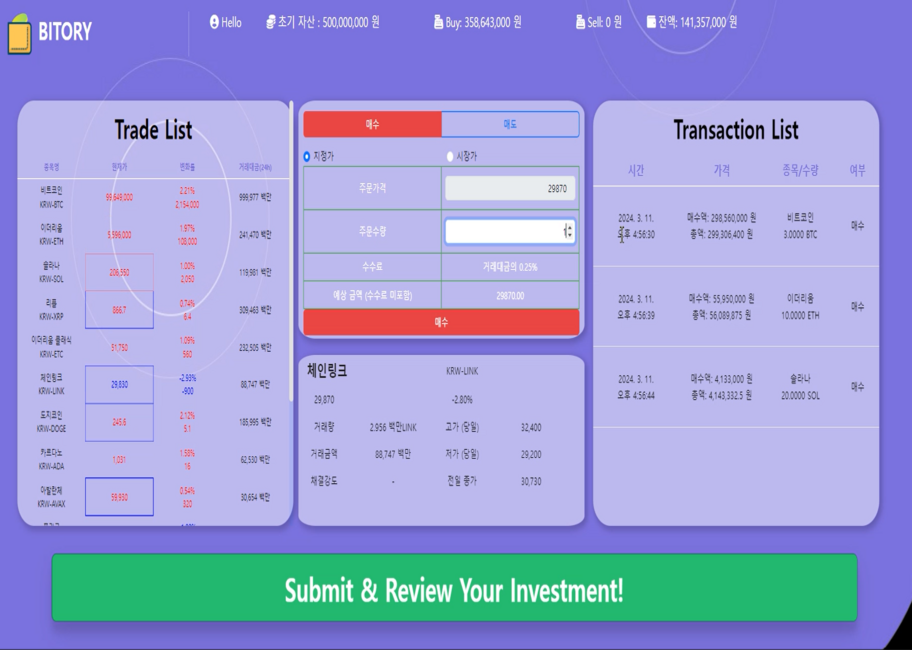 BITORY
Hello
초기 자산 : 500,000,000 원
Buy: 358,643,000 원
Sell: 0 원
잔액: 141,357,000 원
Trade List
종목명 현재가 변화율 거래대금(24h)
비트코인
KRW-BTC
99,649,000
2.21%
2,154,000
999,977 백만
이더리움
KRW-ETH
5,596,000
1.97%
108,000
241,470 백만
솔라나
KRW-SOL
206,550
1.00%
2,050
119,981 백만
리플
KRW-XRP
866.7
0.74%
6.4
309,463 백만
이더리움 클래식
KRW-ETC
51,750
1.09%
560
232,505 백만
체인링크
KRW-LINK
29,830
-2.93%
-900
88,747 백만
도지코인
KRW-DOGE
245.6
2.12%
5.1
185,995 백만
카르다노
KRW-ADA
1,031
1.58%
16
62,530 백만
아발란체
KRW-AVAX
59,930
0.54%
320
30,654 백만
매수 매도
지정가 시장가
주문가격 29870
주문수량
수수료 거래대금의 0.25%
예상 금액 (수수료 미포함) 29870.00
매수
체인링크 KRW-LINK
29,870 -2.80%
거래량 2.956 백만LINK 고가 (당일) 32,400
거래금액 88,747 백만 저가 (당일) 29,200
체결강도 - 전일 종가 30,730
Transaction List
시간 가격 종목/수량 여부
2024. 3. 11.
오후 4:56:30
매수액: 298,560,000 원
총액: 299,306,400 원
비트코인
3.0000 BTC
매수
2024. 3. 11.
오후 4:56:39
매수액: 55,950,000 원
총액: 56,089,875 원
이더리움
10.0000 ETH
매수
2024. 3. 11.
오후 4:56:44
매수액: 4,133,000 원
총액: 4,143,332.5 원
솔라나
20.0000 SOL
매수
Submit & Review Your Investment!